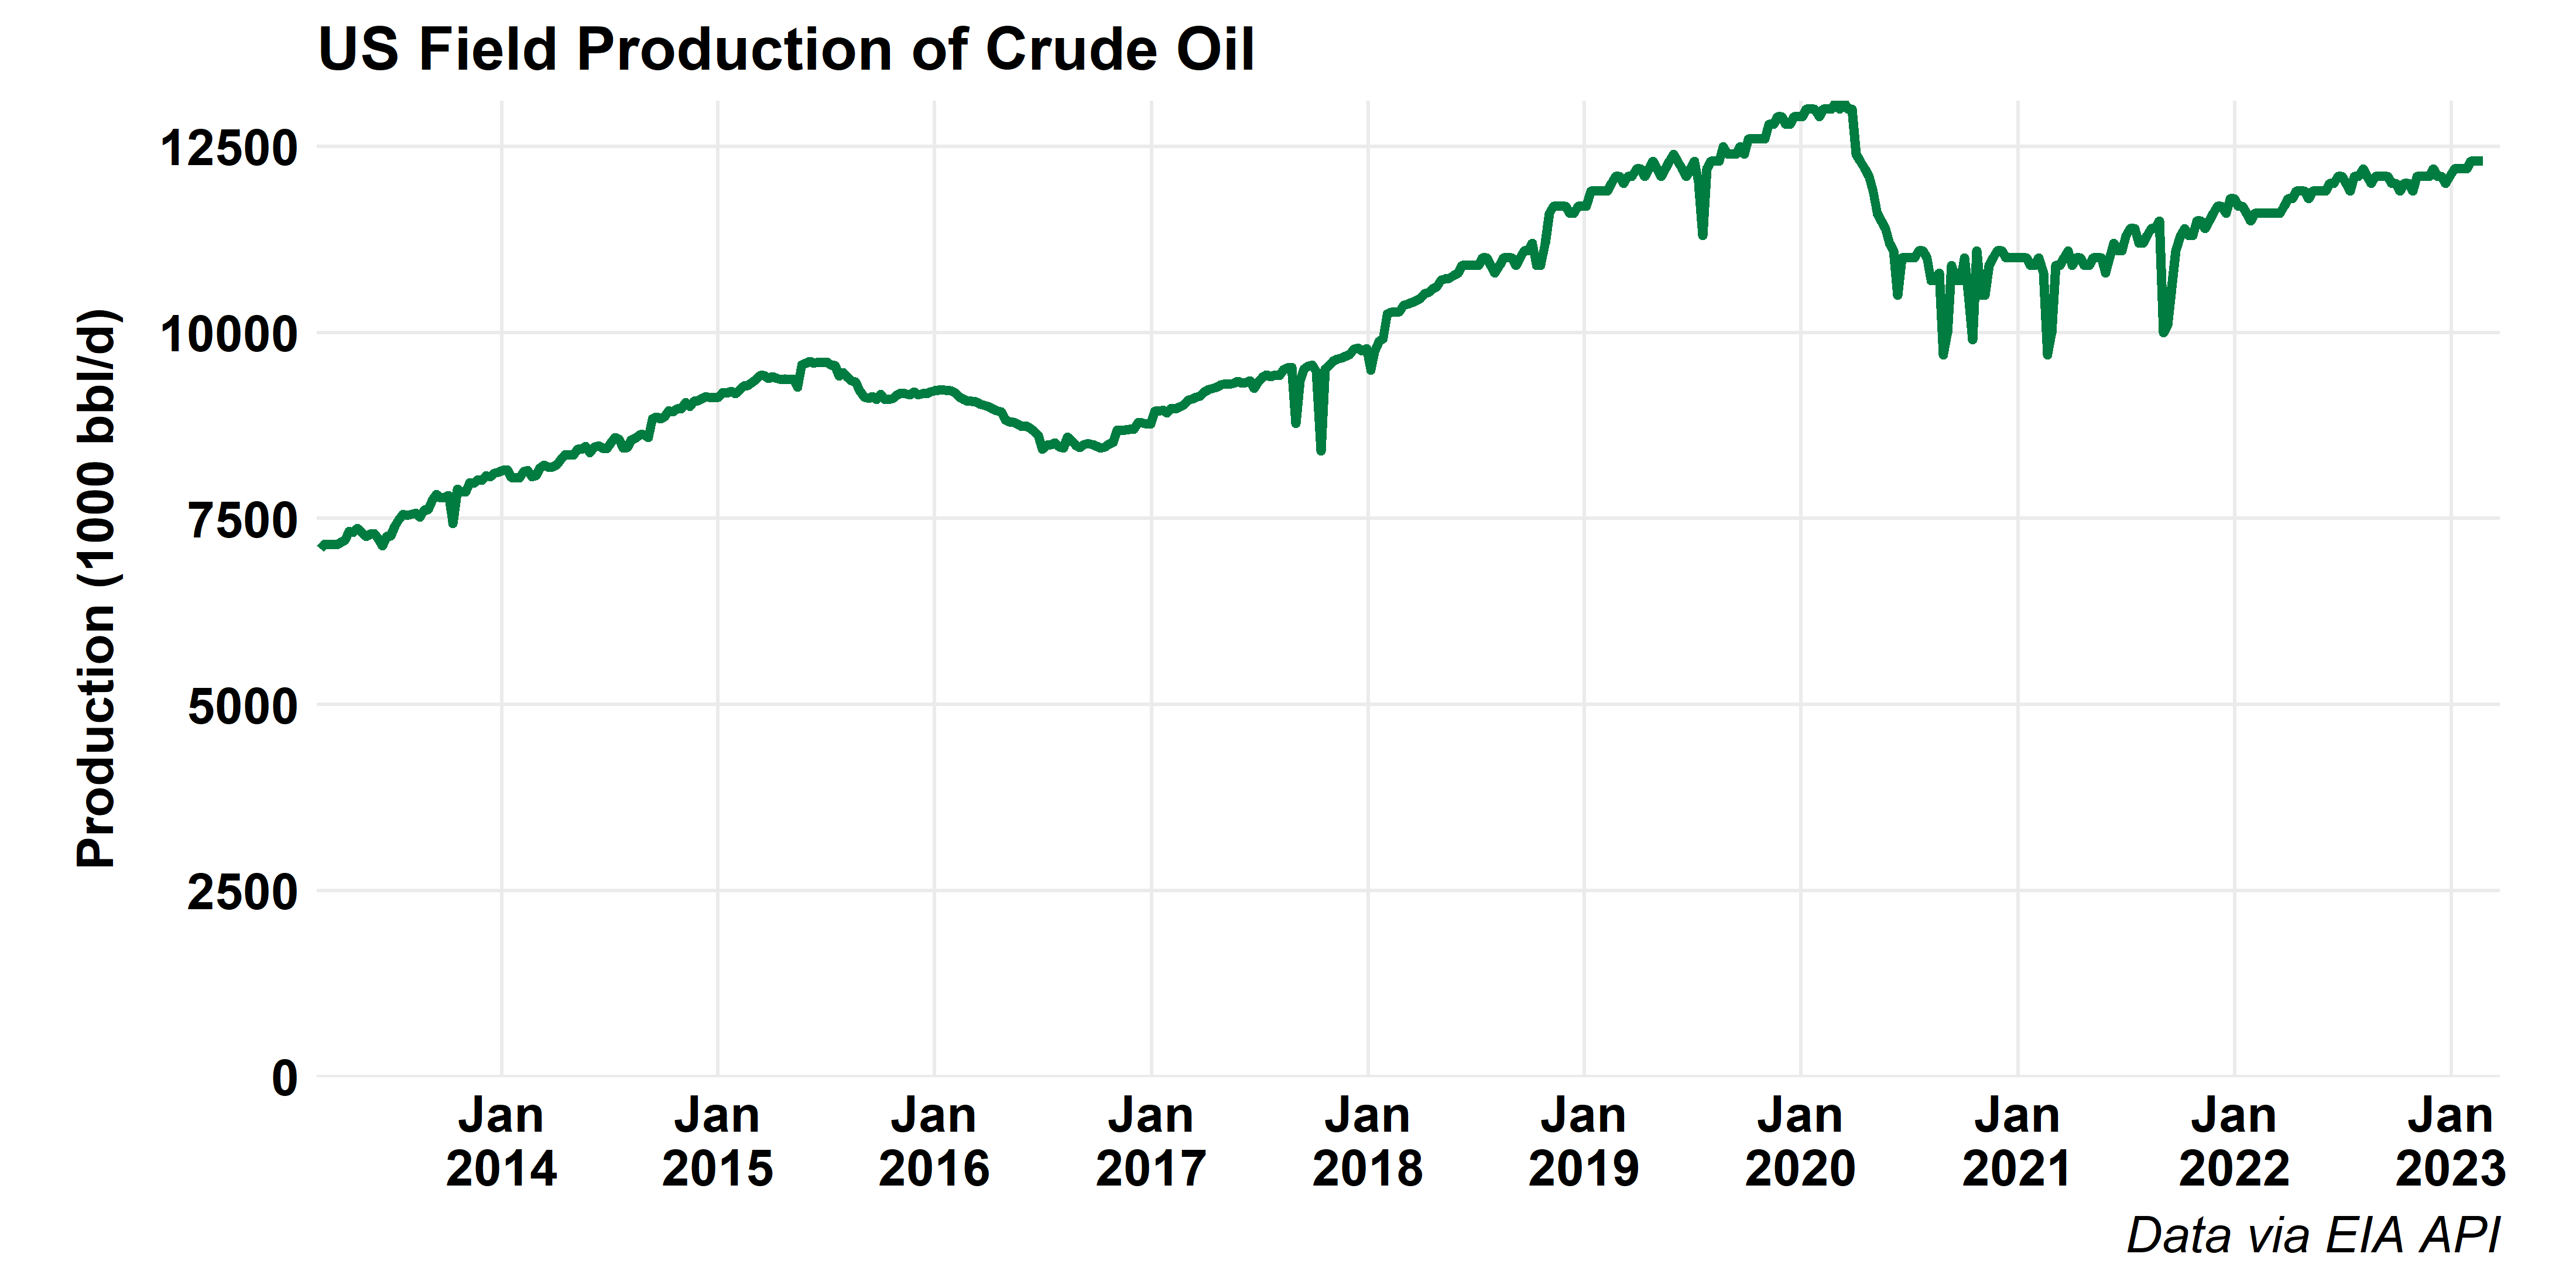 US Field Production of Crude Oil
Production (1000 bbl/d)
12500
10000
7500
5000
2500
0
Jan Jan Jan Jan Jan Jan Jan Jan Jan Jan
2014 2015 2016 2017 2018 2019 2020 2021 2022 2023
Data via EIA API